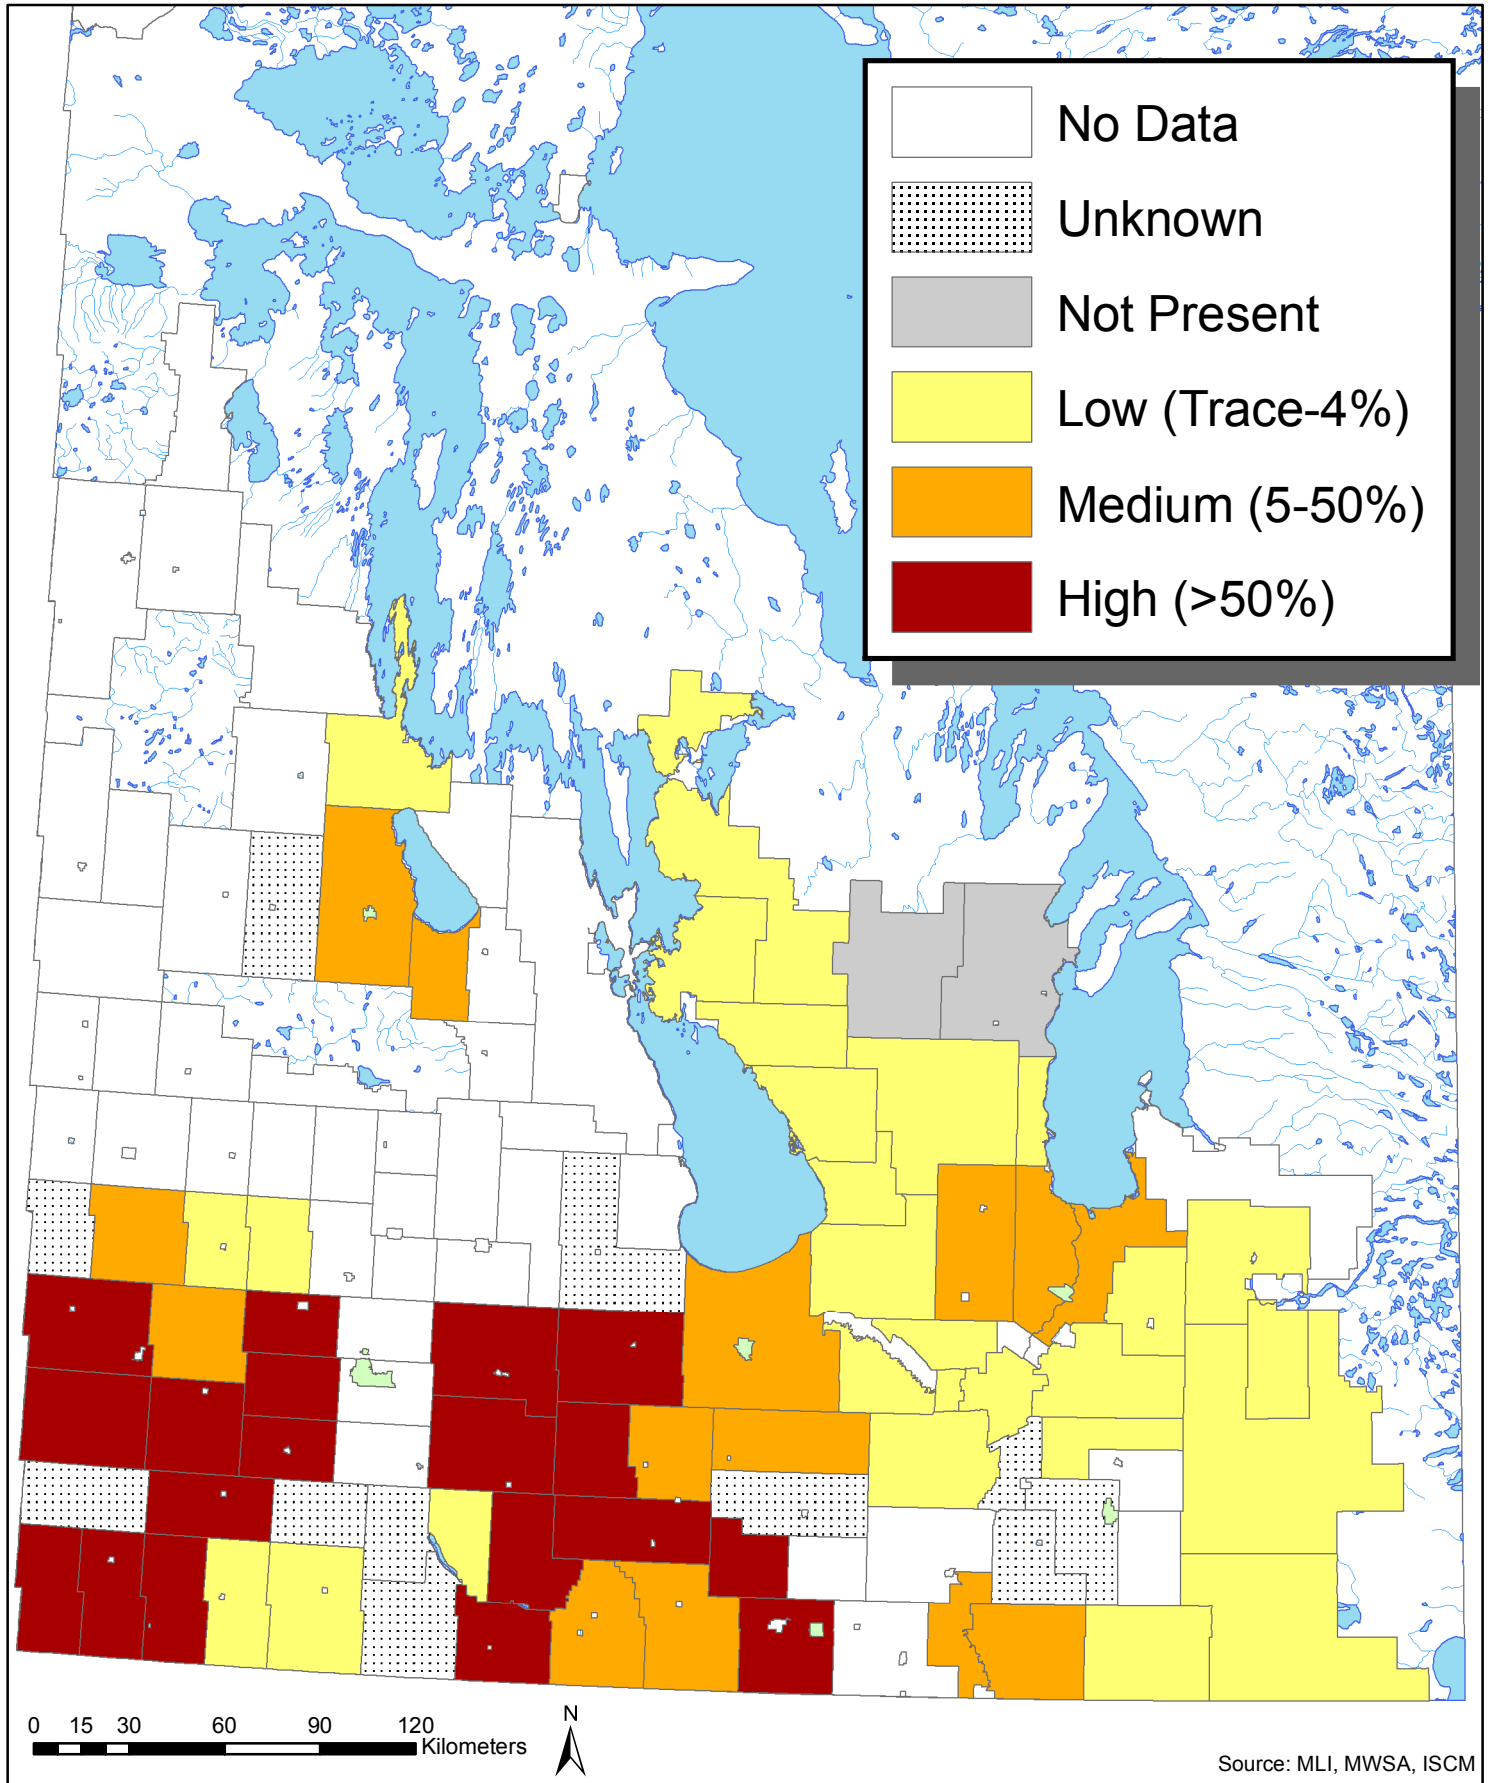 No Data
Unknown
Not Present
Low (Trace-4%)
Medium (5-50%)
High (>50%)
0 15 30 60 90 120
Kilometers
N
Source: MLI, MWSA, ISCM